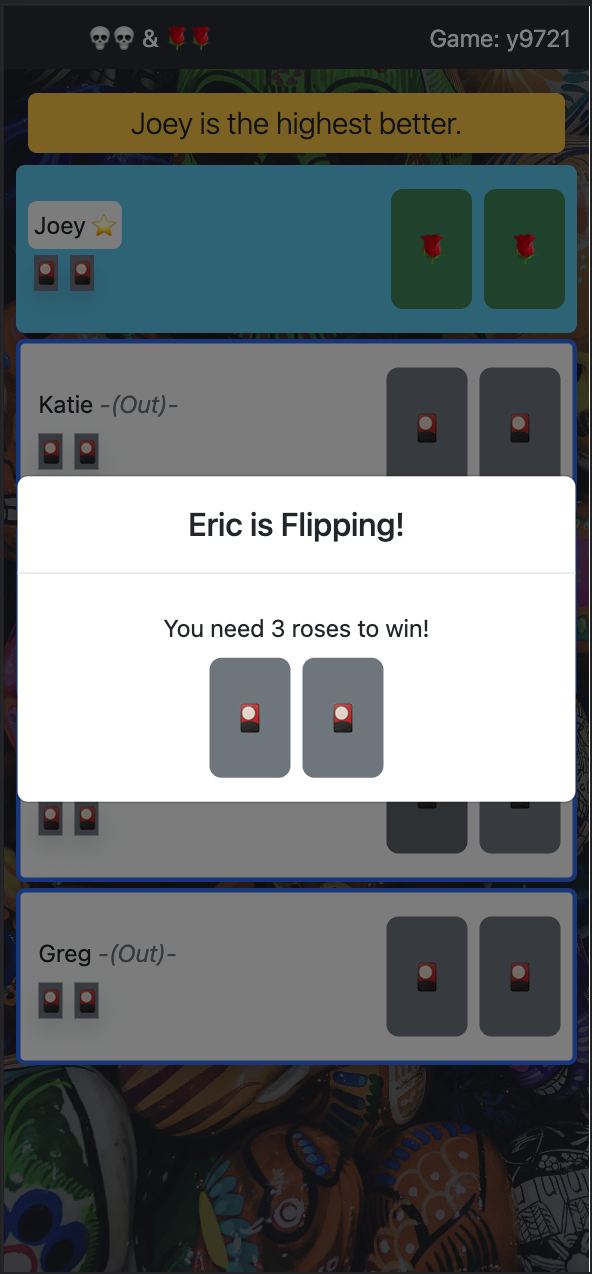 💀💀 & 🌹🌹
Game: y9721
Joey is the highest better.
Joey ⭐
Katie -(Out)-
Eric is Flipping!
You need 3 roses to win!
Greg -(Out)-